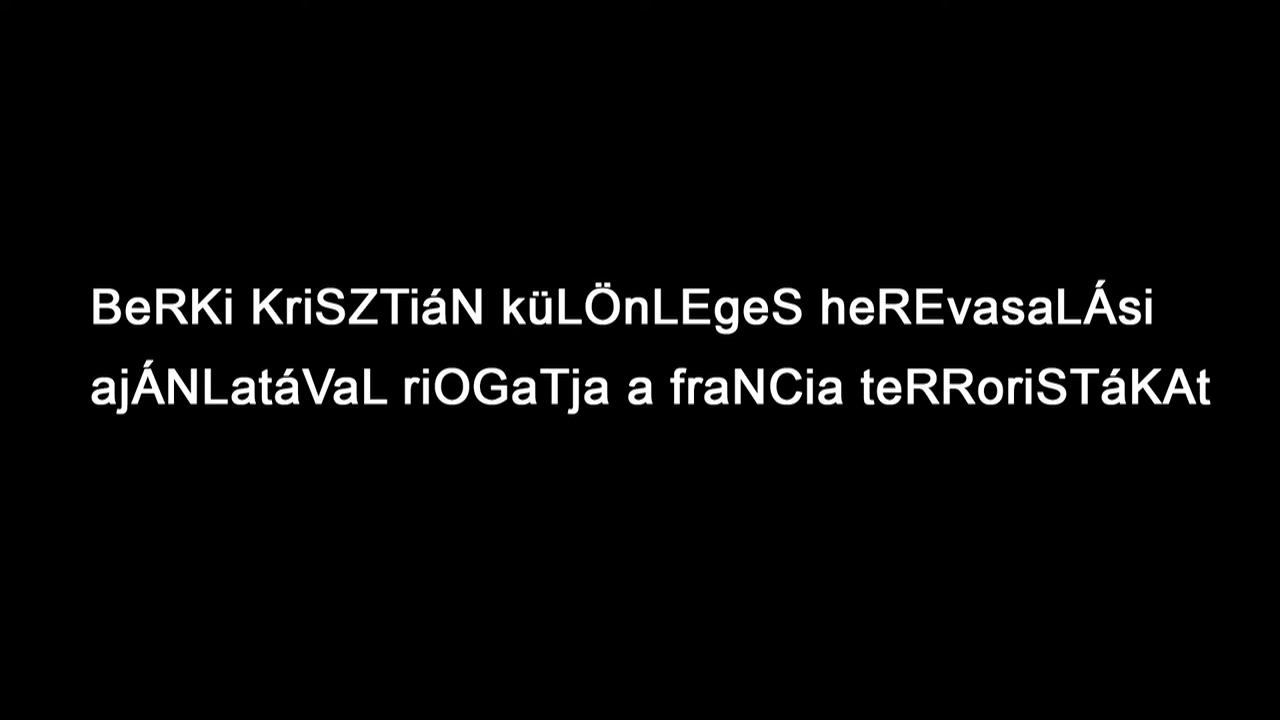 BeRKi KriSZTiáN küLÖnLEgeS heREvasaLÁsi
ajÁNLatáVaL riOGaTja a fraNCia teRRoriSTáKAt